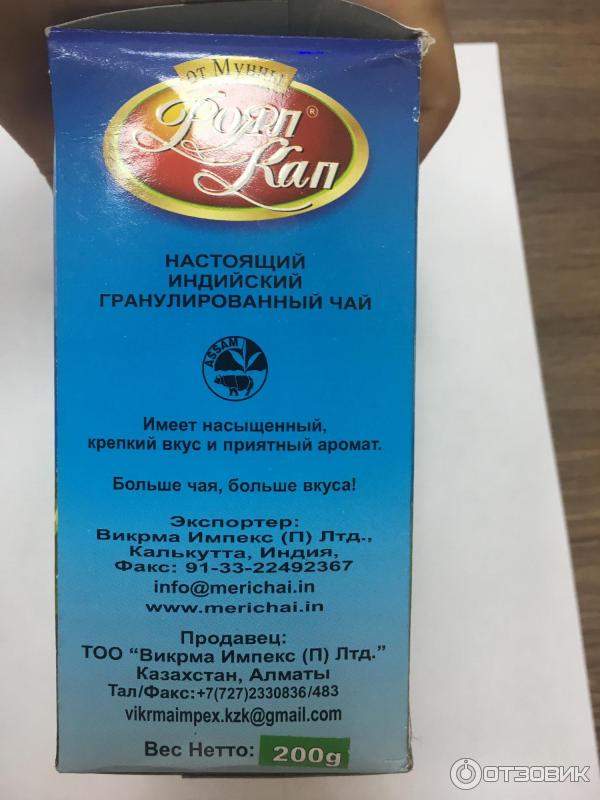 от Мунны
Роял ®
Кап
НАСТОЯЩИЙ
ИНДИЙСКИЙ
ГРАНУЛИРОВАННЫЙ ЧАЙ
ASSAM
Имеет насыщенный,
крепкий вкус и приятный аромат.
Больше чая, больше вкуса!
Экспортер:
Викрма Импекс (П) Лтд.,
Калькутта, Индия,
Факс: 91-33-22492367
info@merichai.in
www.merichai.in
Продавец:
ТОО “Викрма Импекс (П) Лтд.”
Казахстан, Алматы
Тал/Факс:+7(727)2330836/483
vikrmaimpex.kzk@gmail.com
Вес Нетто: 200g
ОТЗОВИК